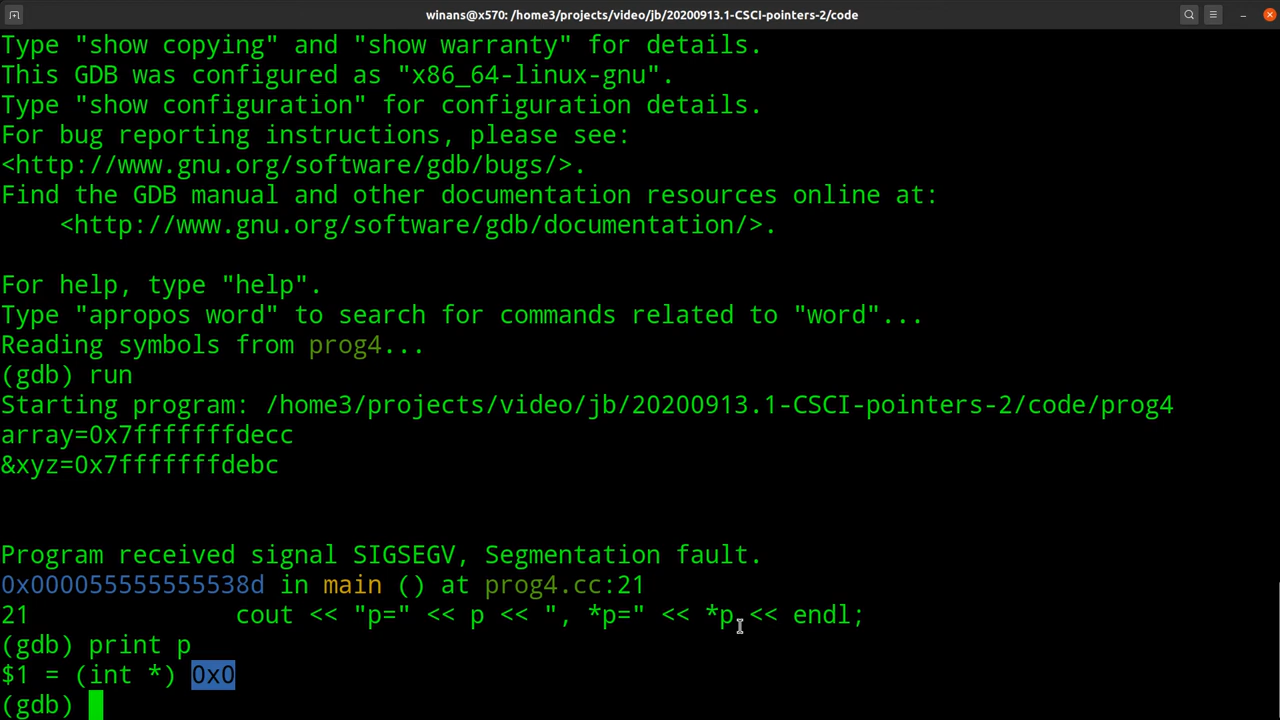 winans@x570: /home3/projects/video/jb/20200913.1-CSCI-pointers-2/code
Type "show copying" and "show warranty" for details.
This GDB was configured as "x86_64-linux-gnu".
Type "show configuration" for configuration details.
For bug reporting instructions, please see:
<http://www.gnu.org/software/gdb/bugs/>.
Find the GDB manual and other documentation resources online at:
    <http://www.gnu.org/software/gdb/documentation/>.
For help, type "help".
Type "apropos word" to search for commands related to "word"...
Reading symbols from prog4...
(gdb) run
Starting program: /home3/projects/video/jb/20200913.1-CSCI-pointers-2/code/prog4
array=0x7fffffffdecc
&xyz=0x7fffffffdebc
Program received signal SIGSEGV, Segmentation fault.
0x000055555555538d in main () at prog4.cc:21
21              cout << "p=" << p << ", *p=" << *p << endl;
(gdb) print p
$1 = (int *) 0x0
(gdb)